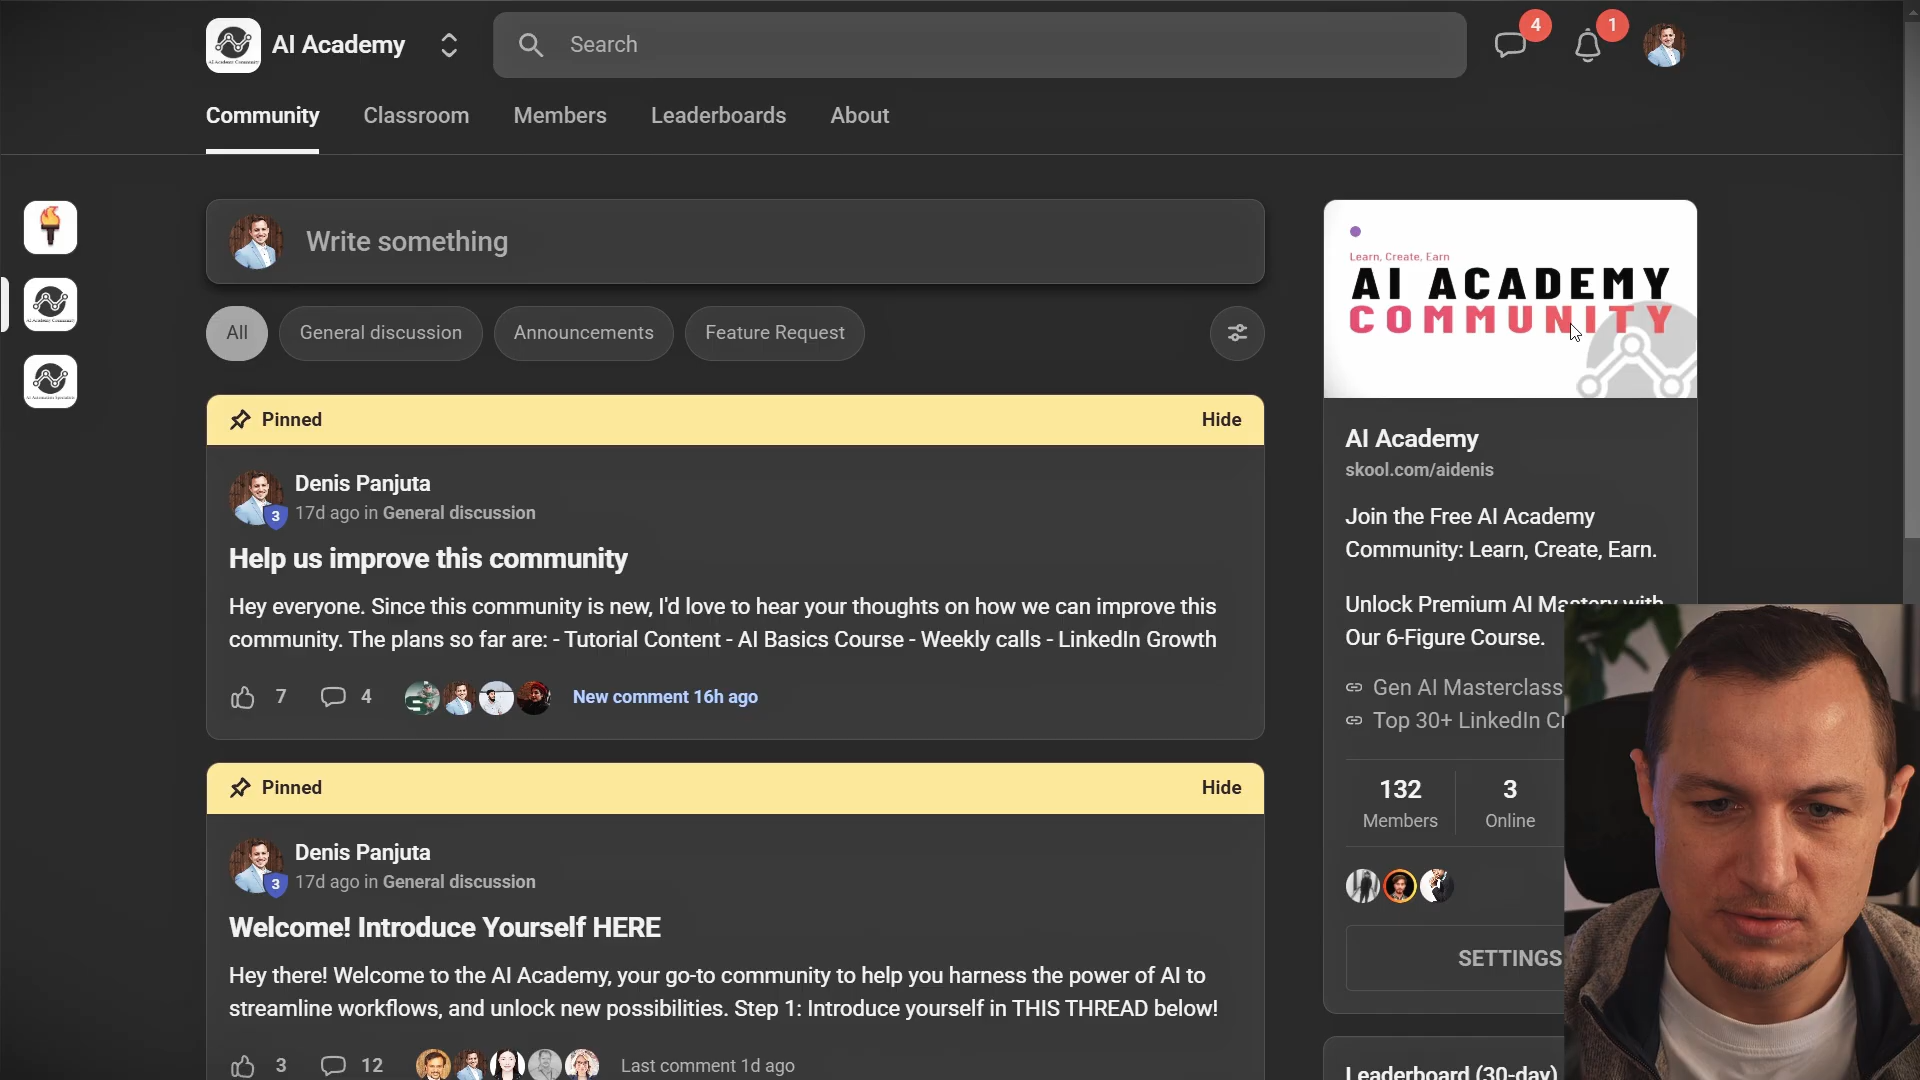 AI Academy
Search
4
1
Community
Classroom
Members
Leaderboards
About
Write something
All
General discussion
Announcements
Feature Request
Pinned
Hide
Denis Panjuta
3
17d ago in General discussion
Help us improve this community
Hey everyone. Since this community is new, I'd love to hear your thoughts on how we can improve this
community. The plans so far are: - Tutorial Content - AI Basics Course - Weekly calls - LinkedIn Growth
7
4
New comment 16h ago
Pinned
Hide
Denis Panjuta
3
17d ago in General discussion
Welcome! Introduce Yourself HERE
Hey there! Welcome to the AI Academy, your go-to community to help you harness the power of AI to
streamline workflows, and unlock new possibilities. Step 1: Introduce yourself in THIS THREAD below!
3
12
Last comment 1d ago
Learn, Create, Earn
AI ACADEMY
COMMUNITY
AI Academy
skool.com/aidenis
Join the Free AI Academy
Community: Learn, Create, Earn.
Unlock Premium AI Mastery with
Our 6-Figure Course.
Gen AI Masterclass
Top 30+ LinkedIn
132
Members
3
Online
SETTINGS
Leaderboard (30-day)